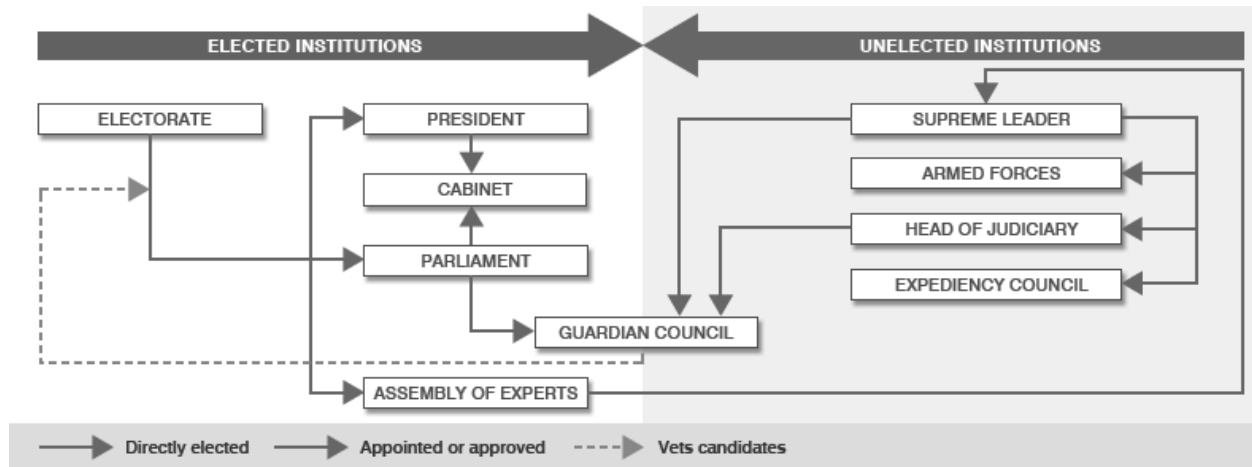 ELECTED INSTITUTIONS
UNELECTED INSTITUTIONS
ELECTORATE
PRESIDENT
SUPREME LEADER
CABINET
ARMED FORCES
PARLIAMENT
HEAD OF JUDICIARY
EXPEDIENCY COUNCIL
GUARDIAN COUNCIL
ASSEMBLY OF EXPERTS
Directly elected
Appointed or approved
Vets candidates